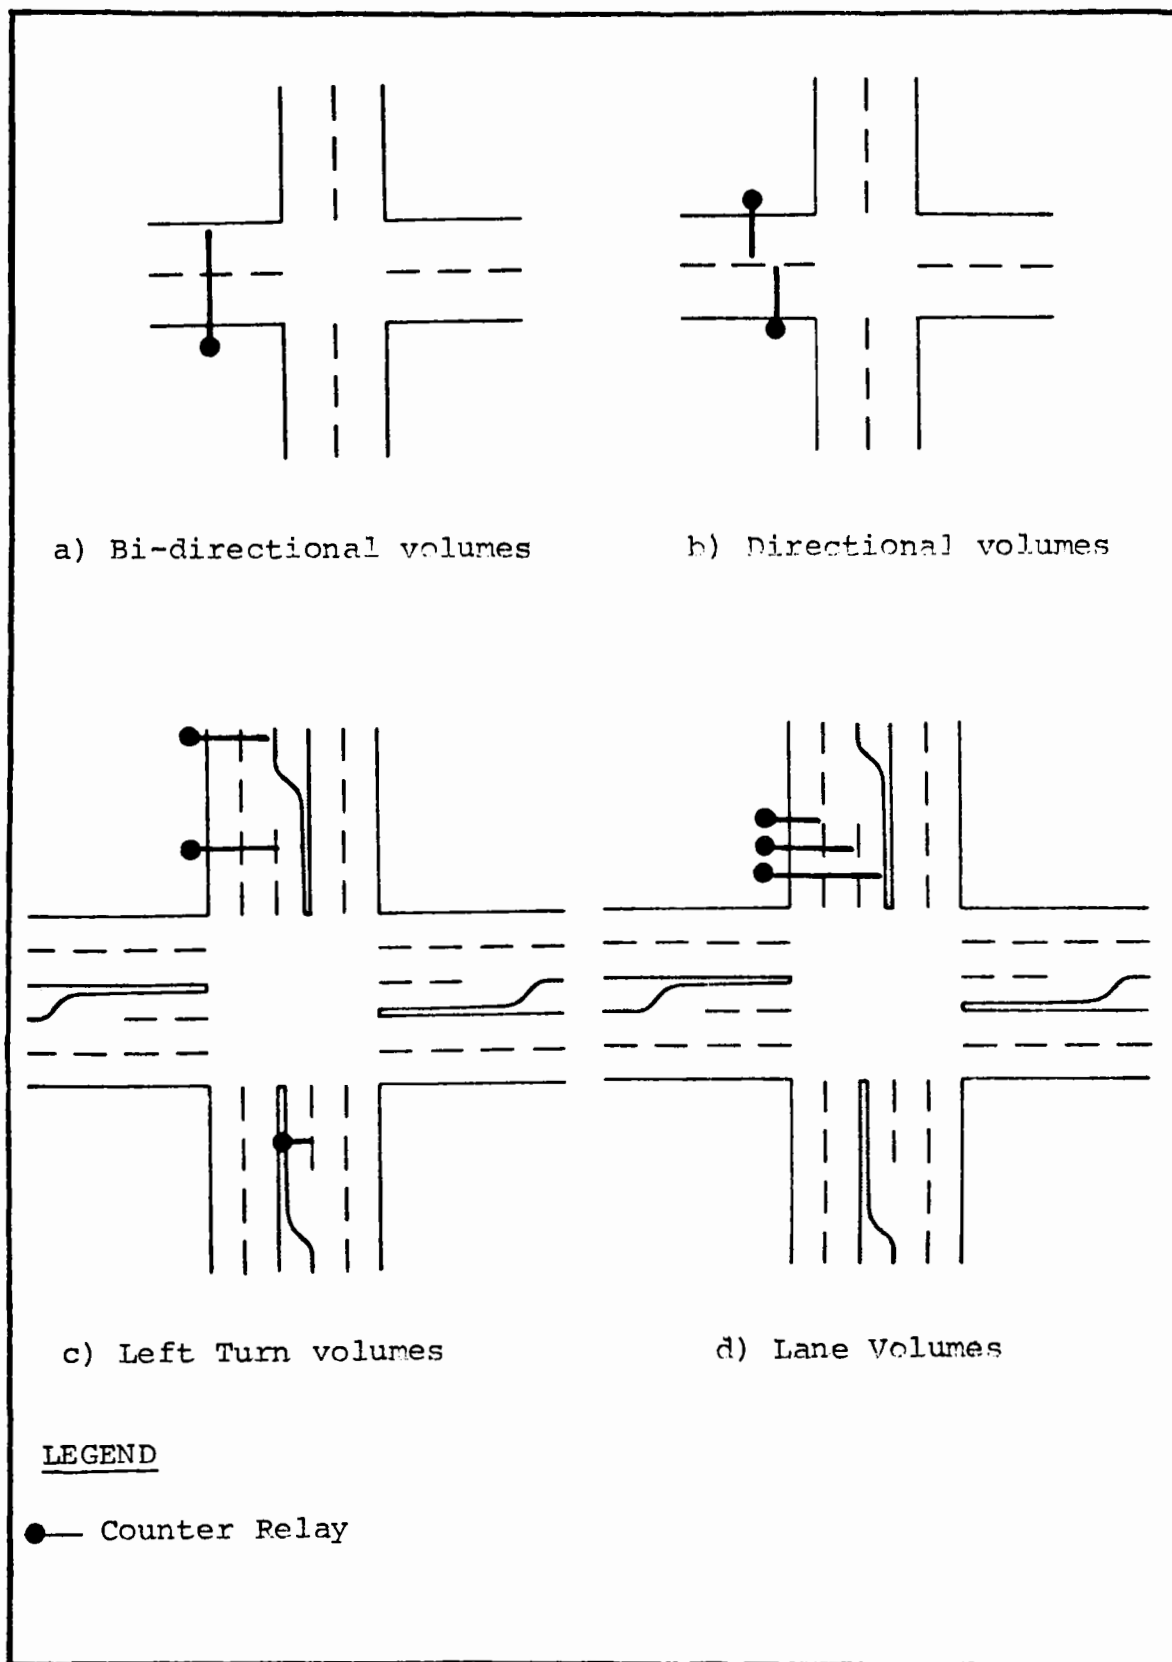 a) Bi-directional volumes
b) Directional volumes
c) Left Turn volumes
d) Lane Volumes
LEGEND
Counter Relay